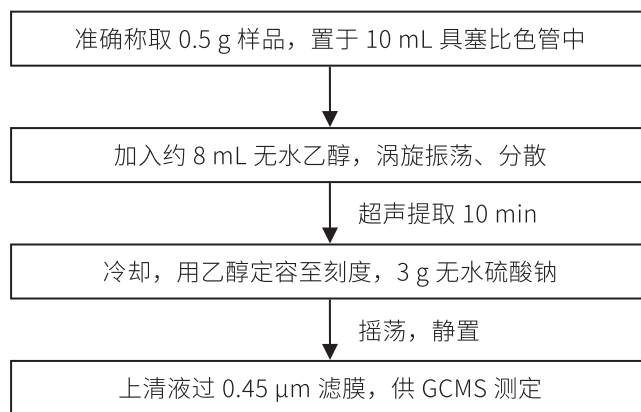 准确称取 0.5 g 样品，置于 10 mL 具塞比色管中
加入约 8 mL 无水乙醇，涡旋振荡、分散
超声提取 10 min
冷却，用乙醇定容至刻度，3 g 无水硫酸钠
摇荡，静置
上清液过 0.45 μm 滤膜，供 GCMS 测定